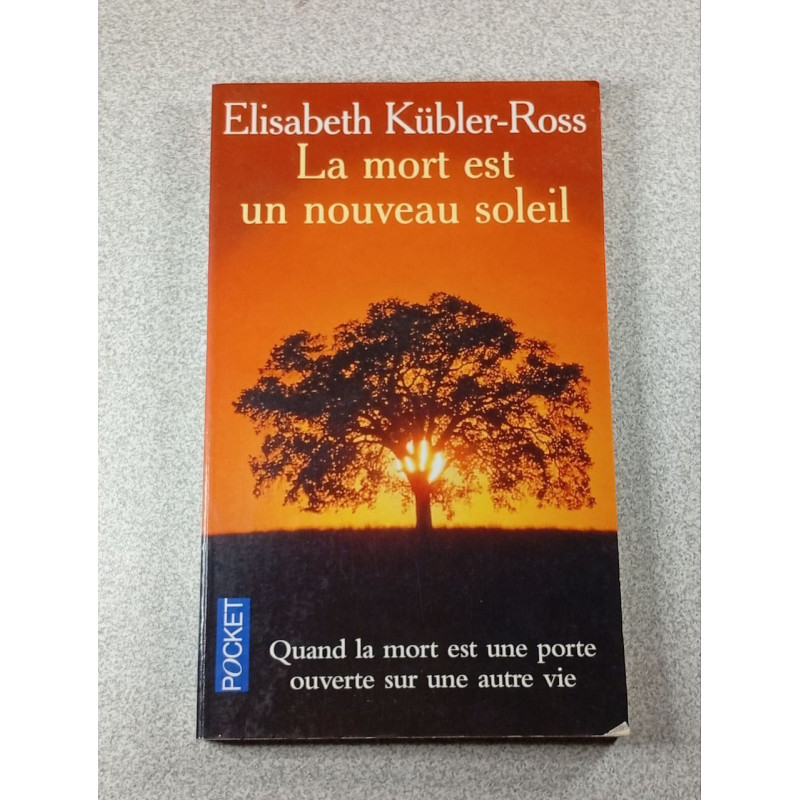 Elisabeth Kübler-Ross
La mort est
un nouveau soleil
POCKET
Quand la mort est une porte
ouverte sur une autre vie